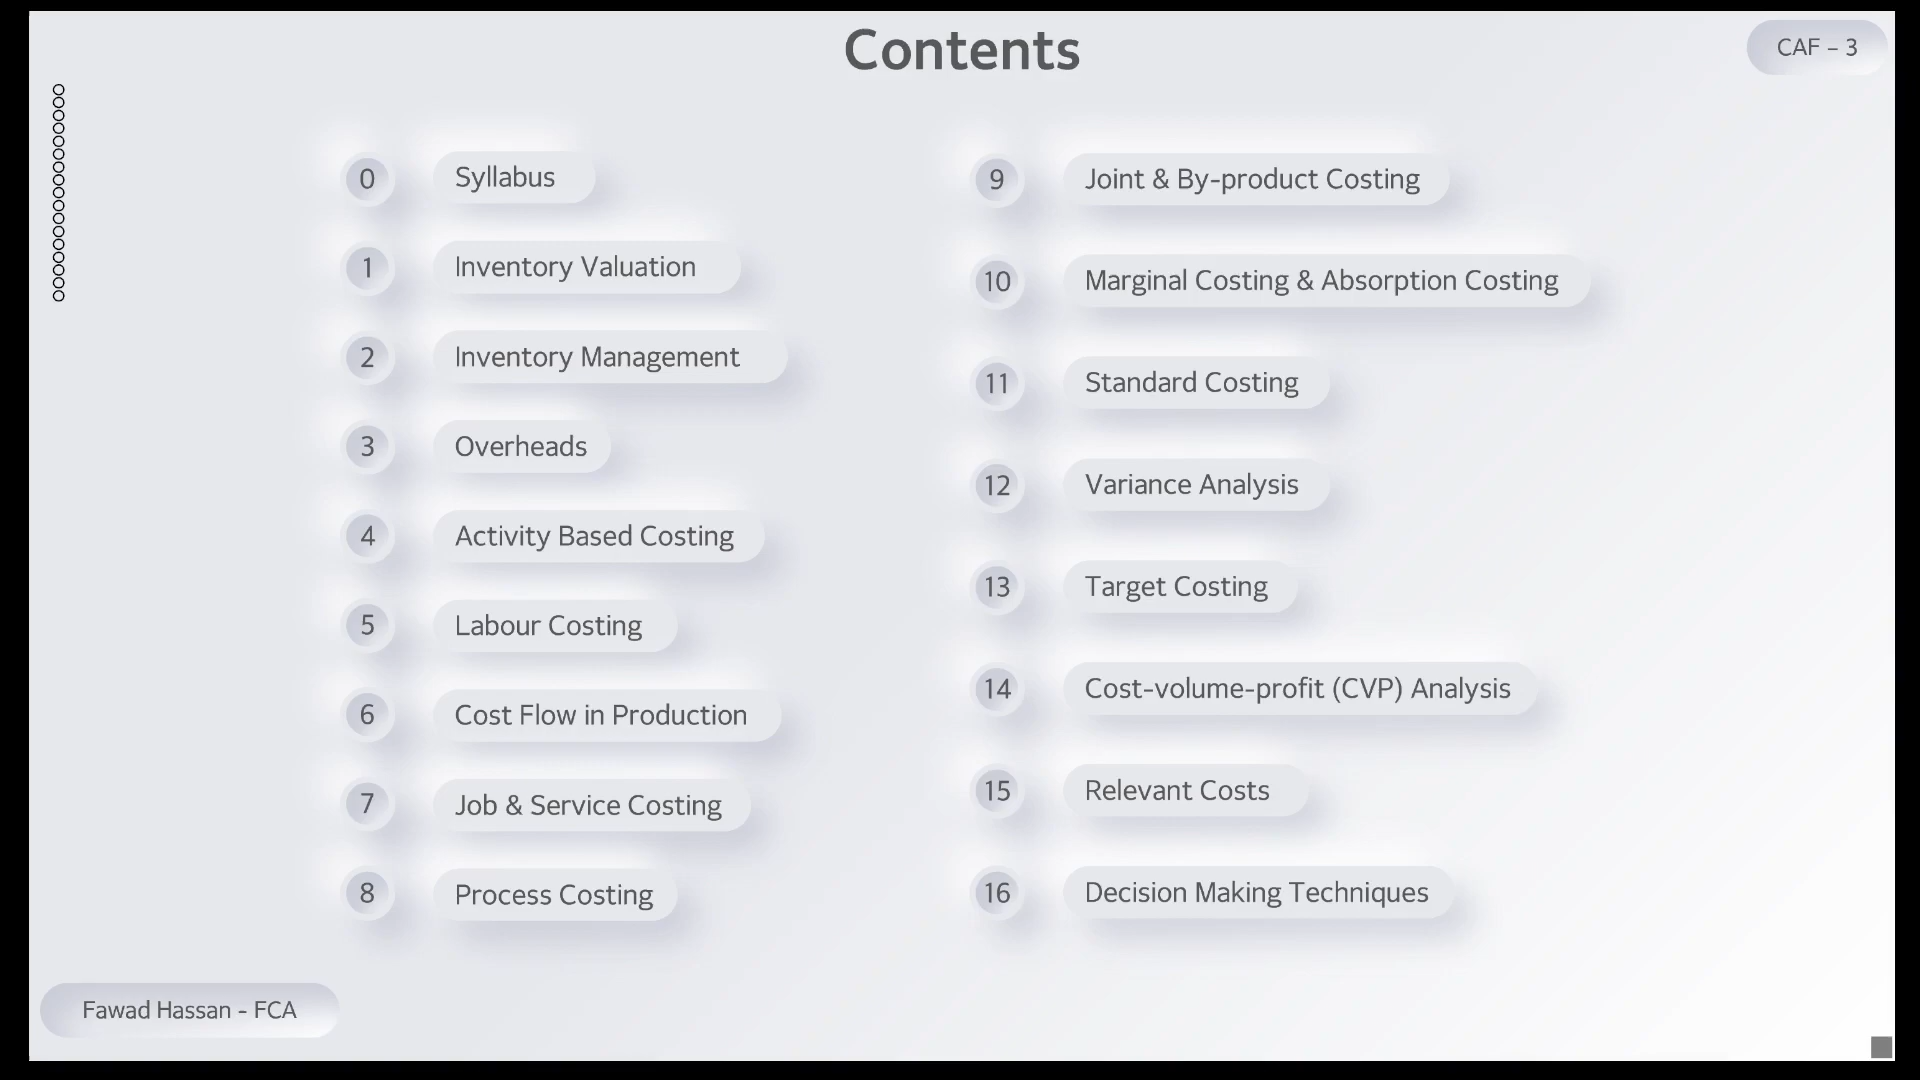 Contents
CAF – 3
0 Syllabus
1 Inventory Valuation
2 Inventory Management
3 Overheads
4 Activity Based Costing
5 Labour Costing
6 Cost Flow in Production
7 Job & Service Costing
8 Process Costing
9 Joint & By-product Costing
10 Marginal Costing & Absorption Costing
11 Standard Costing
12 Variance Analysis
13 Target Costing
14 Cost-volume-profit (CVP) Analysis
15 Relevant Costs
16 Decision Making Techniques
Fawad Hassan - FCA